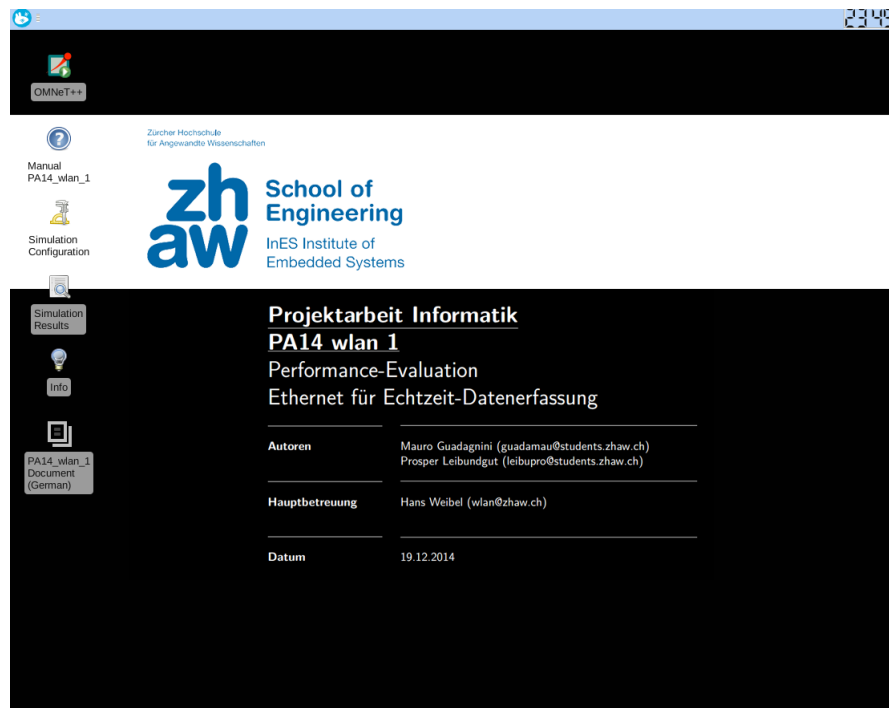 23 45
OMNeT++
Manual
PA14_wlan_1
Simulation
Configuration
Simulation
Results
Info
PA14_wlan_1
Document
(German)
Zürcher Hochschule
für Angewandte Wissenschaften
zh
aw
School of
Engineering
InES Institute of
Embedded Systems
Projektarbeit Informatik
PA14 wlan 1
Performance-Evaluation
Ethernet für Echtzeit-Datenerfassung
Autoren
Mauro Guadagnini (guadamau@students.zhaw.ch)
Prosper Leibundgut (leibupro@students.zhaw.ch)
Hauptbetreuung
Hans Weibel (wlan@zhaw.ch)
Datum
19.12.2014